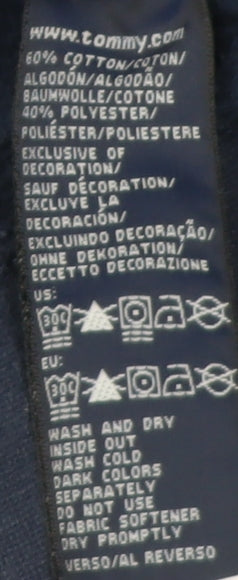 www.tommy.com
60% COTTON/COTON/
ALGODÓN/ALGODÃO/
BAUMWOLLE/COTONE
40% POLYESTER/
POLIÉSTER/POLIESTERE
EXCLUSIVE OF
DECORATION/
SAUF DÉCORATION/
EXCLUYE LA
DECORACIÓN/
EXCLUINDO DECORAÇÃO/
OHNE DEKORATION/
ECCETTO DECORAZIONE
US:
30C
EU:
30C
WASH AND DRY
INSIDE OUT
WASH COLD
DARK COLORS
SEPARATELY
DO NOT USE
FABRIC SOFTENER
DRY PROMPTLY
VERSO/AL REVERSO